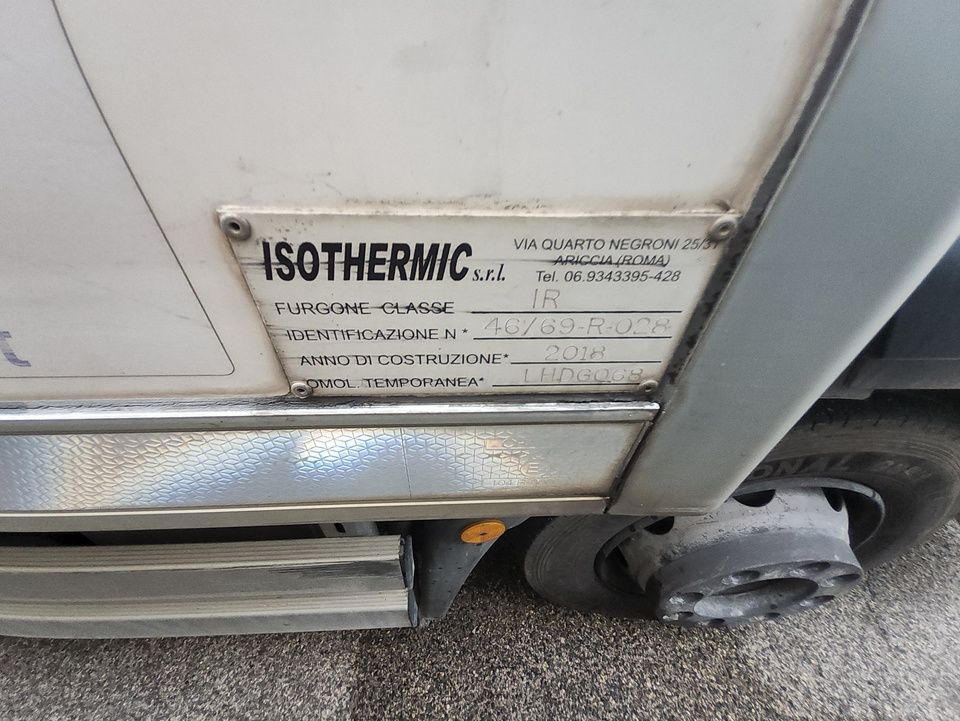 ISOTHERMIC s.r.l.
VIA QUARTO NEGRONI 25/31
ARICCIA (ROMA)
Tel. 06.9343395-428
FURGONE CLASSE IR
IDENTIFICAZIONE N° 46/69-R-028
ANNO DI COSTRUZIONE* 2018
OMOL. TEMPORANEA*